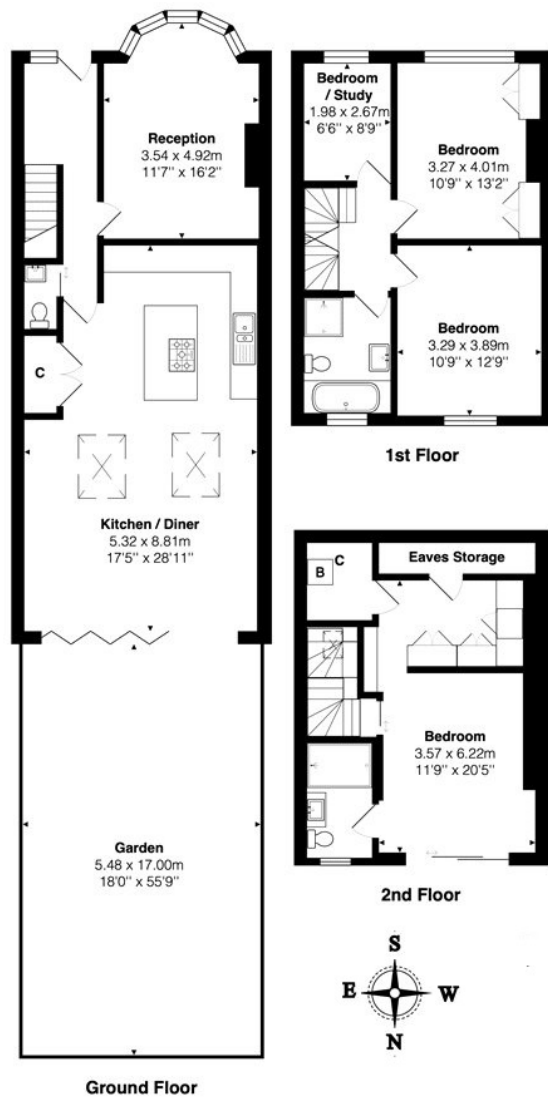 Reception
3.54 x 4.92m
11'7'' x 16'2''
C
Kitchen / Diner
5.32 x 8.81m
17'5'' x 28'11''
Garden
5.48 x 17.00m
18'0'' x 55'9''
Ground Floor
Bedroom
/ Study
1.98 x 2.67m
6'6'' x 8'9''
Bedroom
3.27 x 4.01m
10'9'' x 13'2''
Bedroom
3.29 x 3.89m
10'9'' x 12'9''
1st Floor
B
C
Eaves Storage
Bedroom
3.57 x 6.22m
11'9'' x 20'5''
2nd Floor
S
E
W
N